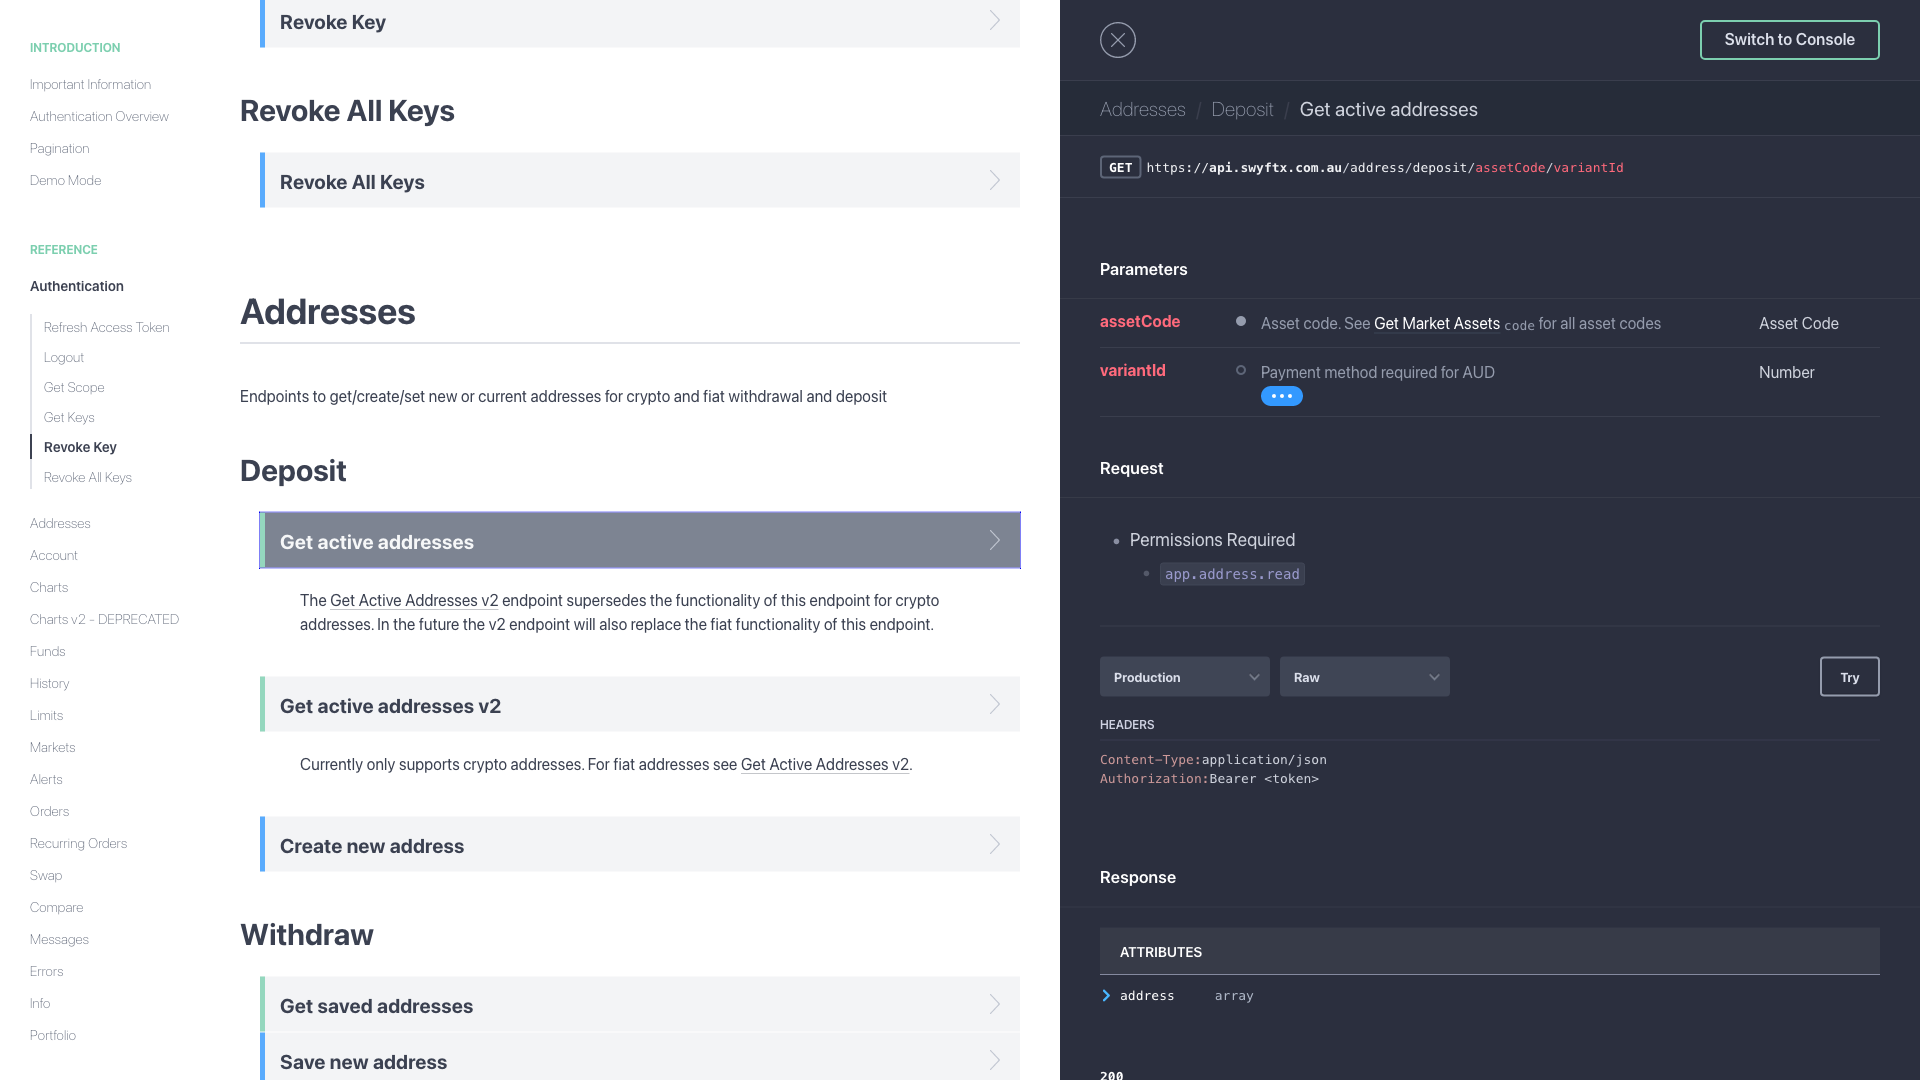 INTRODUCTION
Important Information
Authentication Overview
Pagination
Demo Mode
REFERENCE
Authentication
Refresh Access Token
Logout
Get Scope
Get Keys
Revoke Key
Revoke All Keys
Addresses
Account
Charts
Charts v2 - DEPRECATED
Funds
History
Limits
Markets
Alerts
Orders
Recurring Orders
Swap
Compare
Messages
Errors
Info
Portfolio
Revoke Key
Revoke All Keys
Revoke All Keys
Addresses
Endpoints to get/create/set new or current addresses for crypto and fiat withdrawal and deposit
Deposit
Get active addresses
The Get Active Addresses v2 endpoint supersedes the functionality of this endpoint for crypto
addresses. In the future the v2 endpoint will also replace the fiat functionality of this endpoint.
Get active addresses v2
Currently only supports crypto addresses. For fiat addresses see Get Active Addresses v2.
Create new address
Withdraw
Get saved addresses
Save new address
Switch to Console
Addresses / Deposit / Get active addresses
GET https://api.swyftx.com.au/address/deposit/assetCode/variantId
Parameters
assetCode Asset code. See Get Market Assets code for all asset codes Asset Code
variantId Payment method required for AUD Number
Request
Permissions Required
app.address.read
Production Raw Try
HEADERS
Content-Type:application/json
Authorization:Bearer <token>
Response
ATTRIBUTES
address array
200